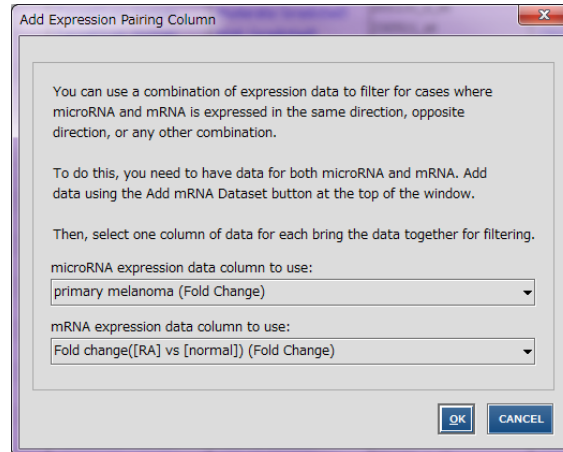 Add Expression Pairing Column
You can use a combination of expression data to filter for cases where
microRNA and mRNA is expressed in the same direction, opposite
direction, or any other combination.
To do this, you need to have data for both microRNA and mRNA. Add
data using the Add mRNA Dataset button at the top of the window.
Then, select one column of data for each bring the data together for filtering.
microRNA expression data column to use:
primary melanoma (Fold Change)
mRNA expression data column to use:
Fold change([RA] vs [normal]) (Fold Change)
OK CANCEL